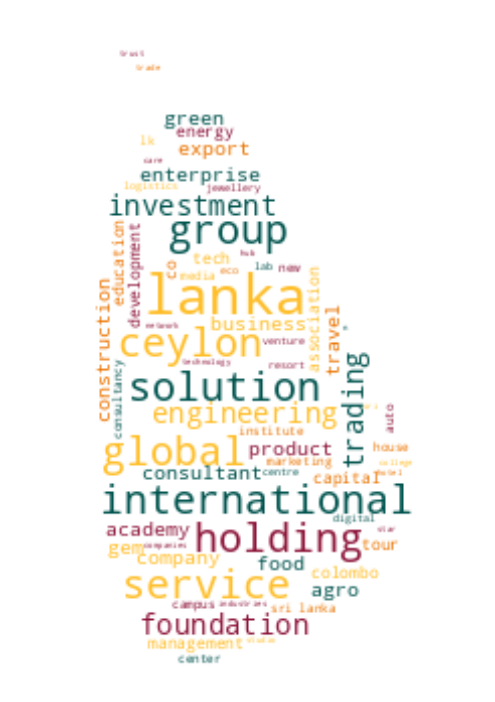 trust
trade
green
energy
lk
export
care
enterprise
logistics
jewellery
investment
group
education
development
hub
tech
co
lab
new
media
eco
lanka
association
construction
network
business
travel
ceylon
venture
technology
consultancy
resort
trading
solution
engineering
auto
institute
global
product
house
marketing
college
consultant
centre
capital
hotel
international
digital
academy
holding
star
gem
companies
tour
company
food
colombo
service
agro
campus
industries
sri lanka
foundation
management
center